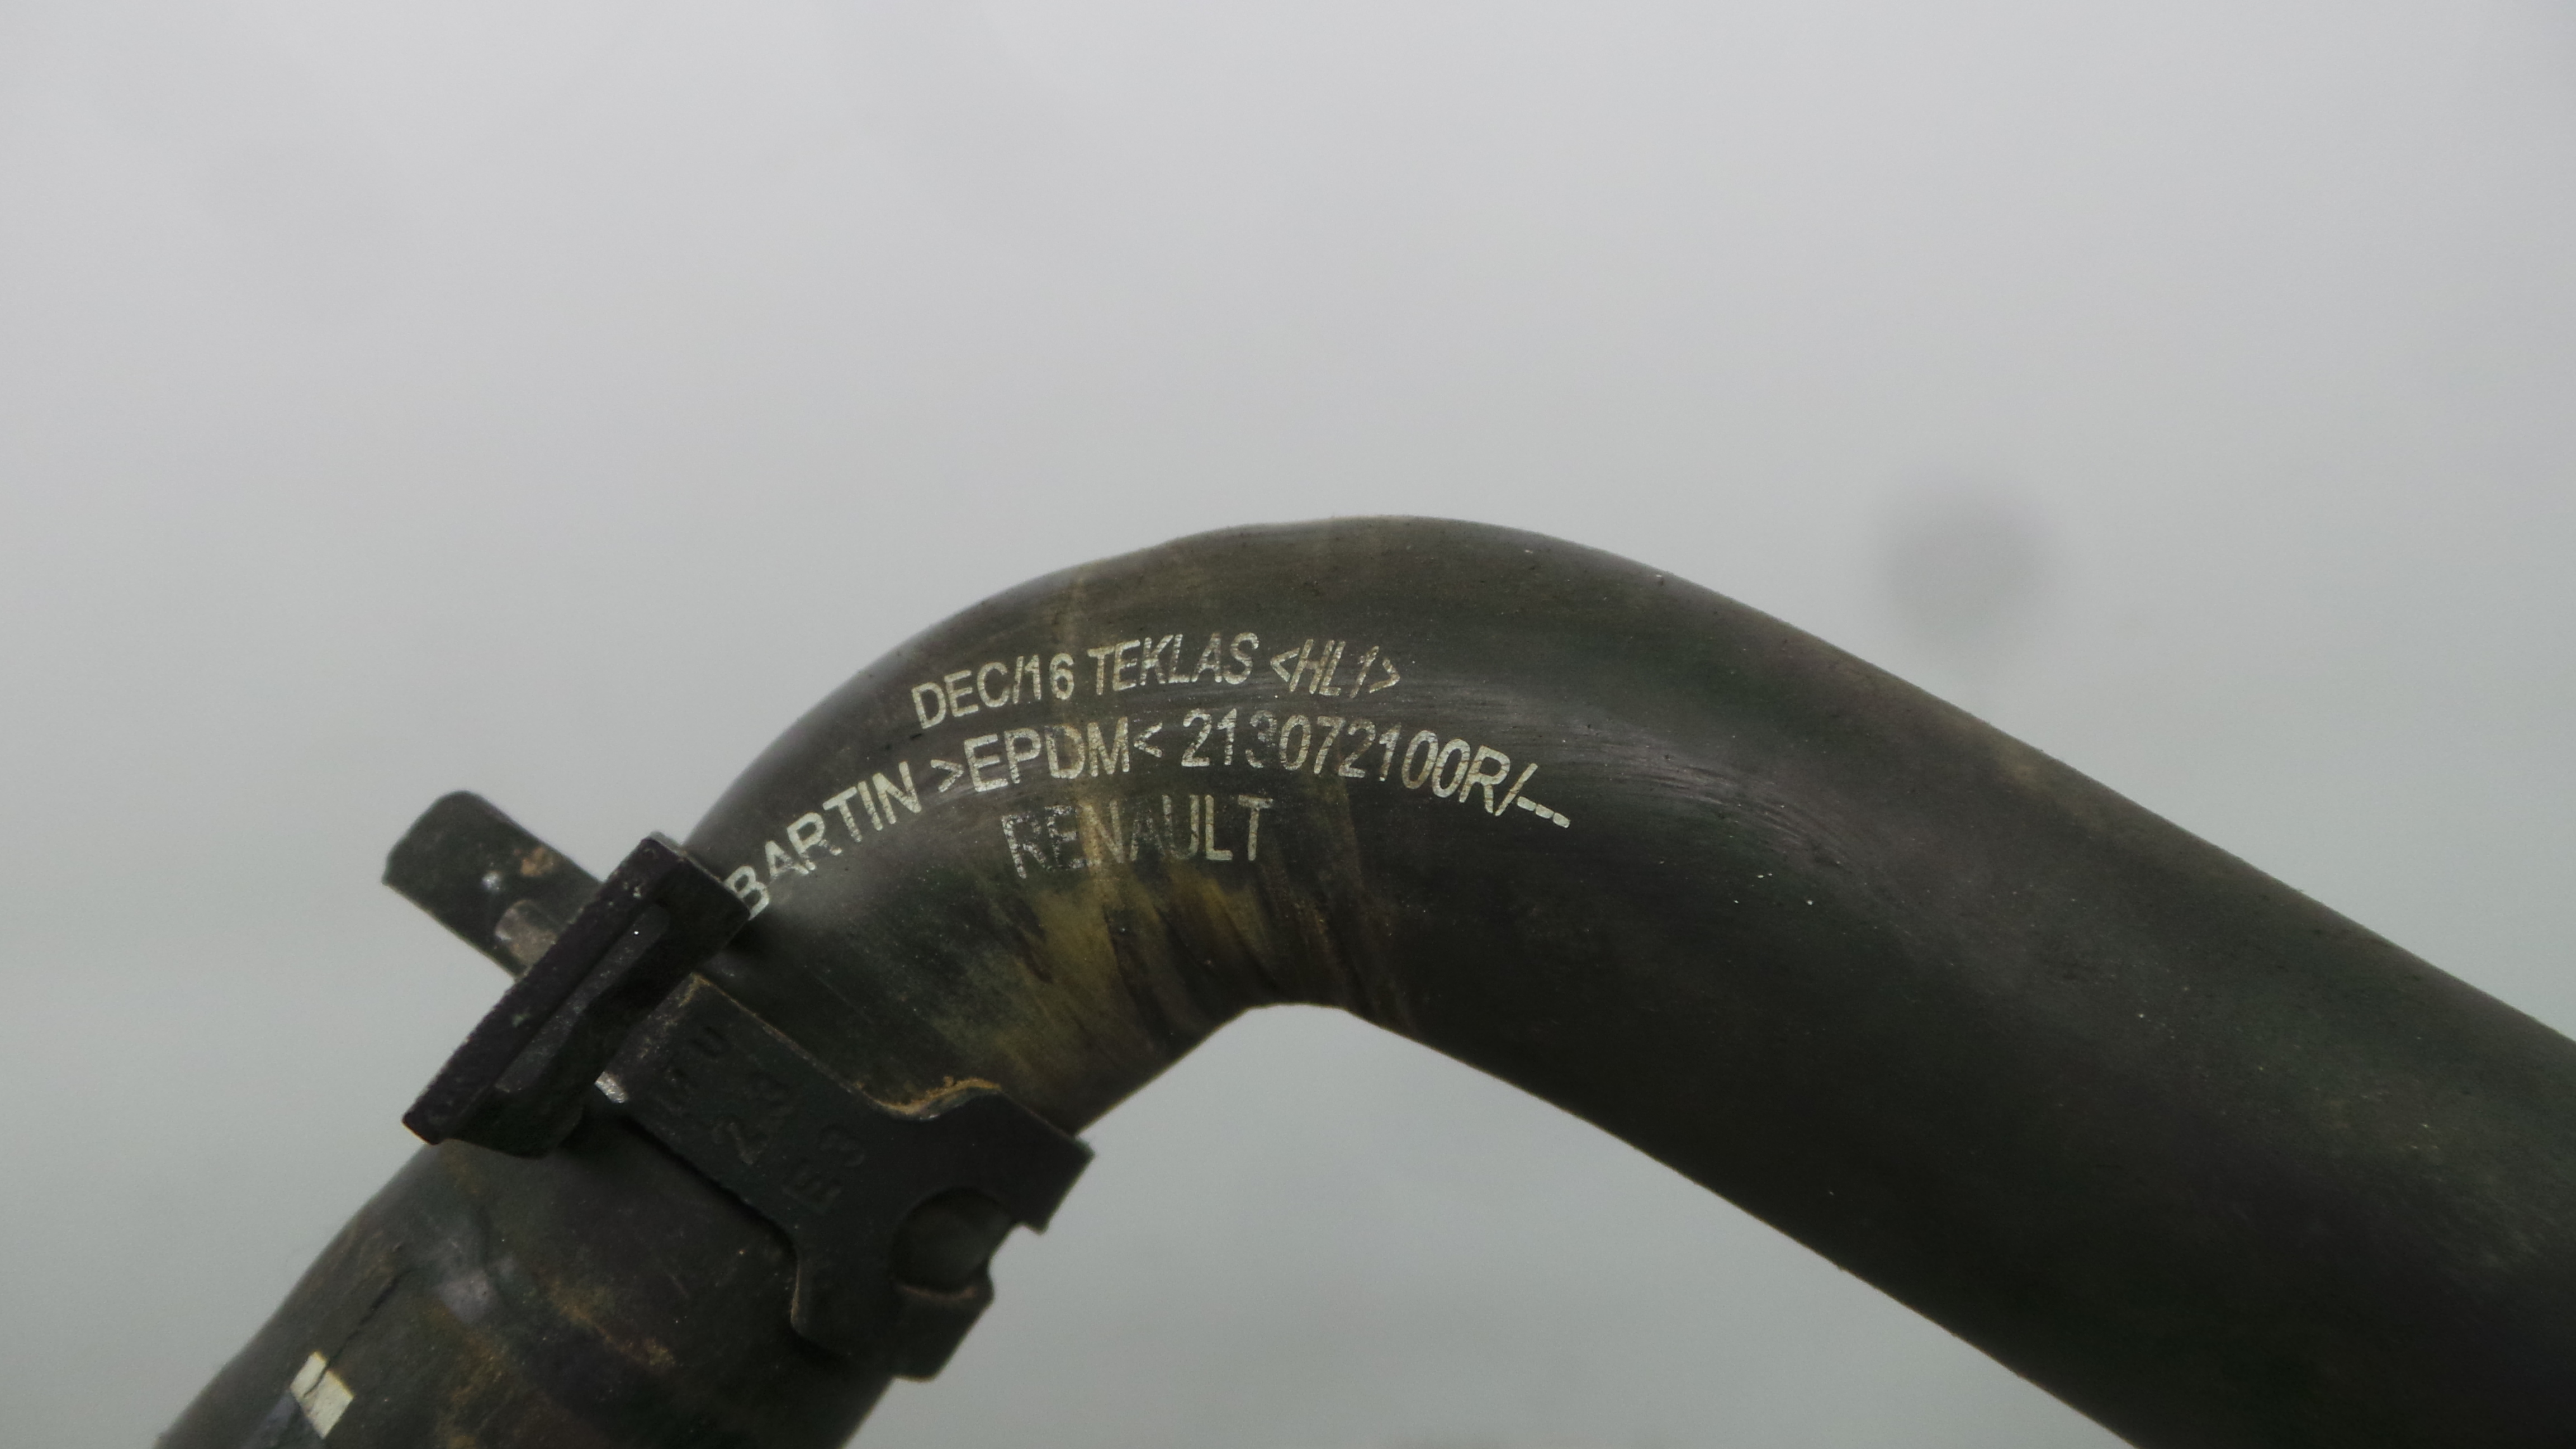 DEC/16 TEKLAS <HL1>
BARTIN >EPDM< 213072100R/---
RENAULT